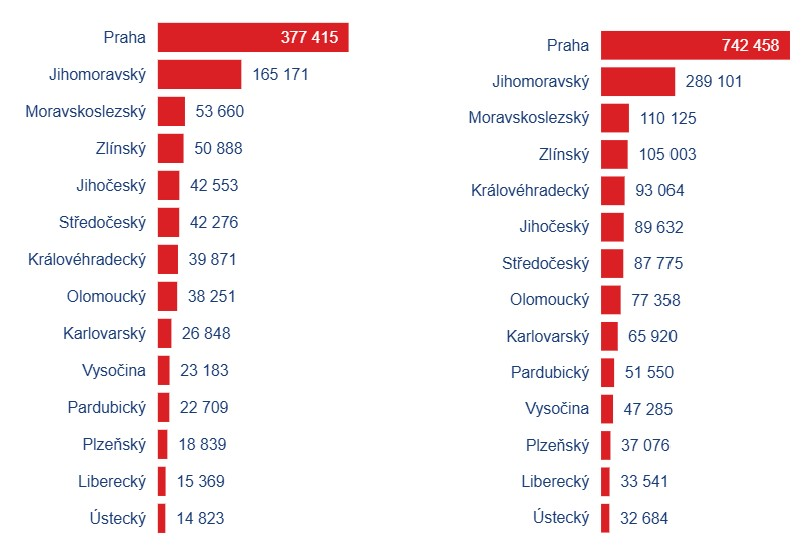 Praha 377 415
Jihomoravský 165 171
Moravskoslezský 53 660
Zlínský 50 888
Jihočeský 42 553
Středočeský 42 276
Královéhradecký 39 871
Olomoucký 38 251
Karlovarský 26 848
Vysočina 23 183
Pardubický 22 709
Plzeňský 18 839
Liberecký 15 369
Ústecký 14 823
Praha 742 458
Jihomoravský 289 101
Moravskoslezský 110 125
Zlínský 105 003
Královéhradecký 93 064
Jihočeský 89 632
Středočeský 87 775
Olomoucký 77 358
Karlovarský 65 920
Pardubický 51 550
Vysočina 47 285
Plzeňský 37 076
Liberecký 33 541
Ústecký 32 684